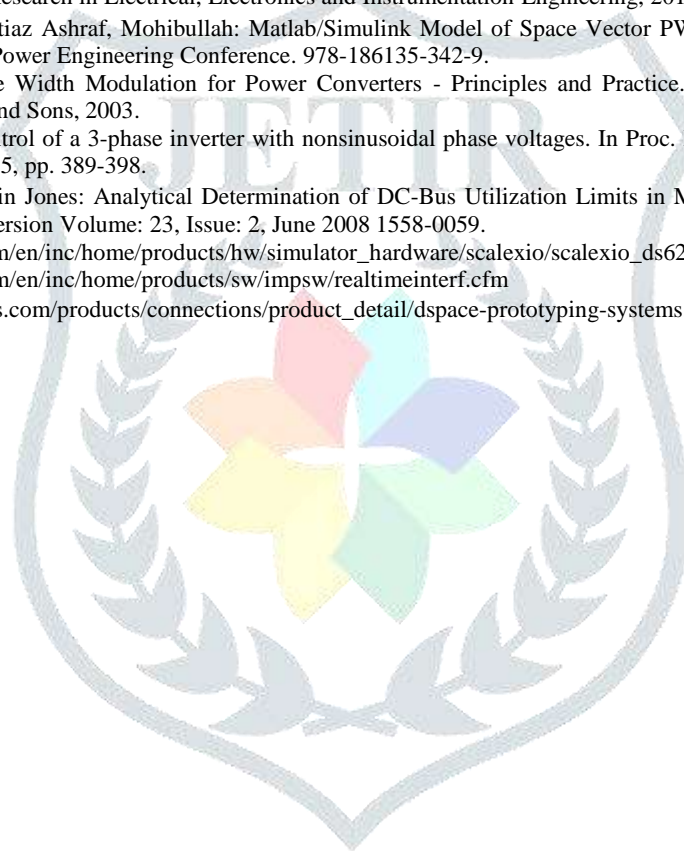 Research in Electrical, Electronics and Instrumentation Engineering, 201
tiaz Ashraf, Mohibullah: Matlab/Simulink Model of Space Vector PW
Power Engineering Conference. 978-186135-342-9.
e Width Modulation for Power Converters - Principles and Practice.
nd Sons, 2003.
trol of a 3-phase inverter with nonsinusoidal phase voltages. In Proc.
5, pp. 389-398.
in Jones: Analytical Determination of DC-Bus Utilization Limits in M
ersion Volume: 23, Issue: 2, June 2008 1558-0059.
m/en/inc/home/products/hw/simulator_hardware/scalexio/scalexio_ds62
m/en/inc/home/products/sw/impsw/realtimeinterf.cfm
s.com/products/connections/product_detail/dspace-prototyping-systems
JETIR